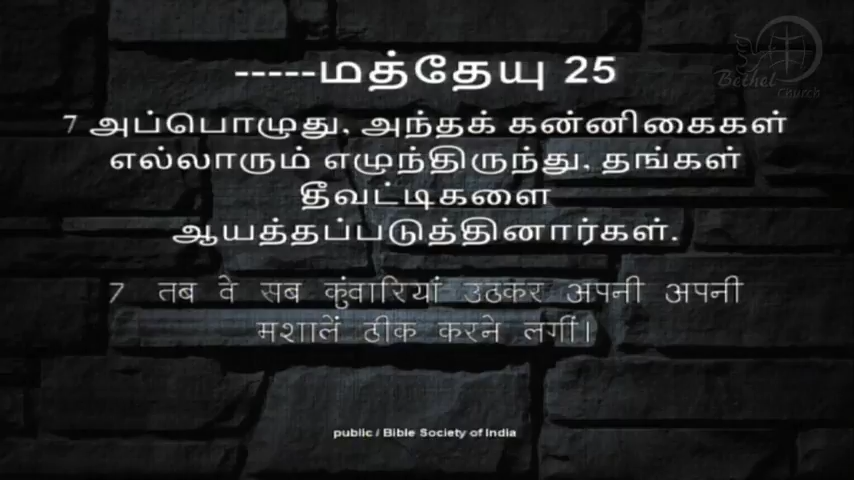 -----மத்தேயு 25
7 அப்பொழுது, அந்தக் கன்னிகைகள்
எல்லாரும் எழுந்திருந்து, தங்கள்
தீவட்டிகளை
ஆயத்தப்படுத்தினார்கள்.
7 तब वे सब कुंवारियां उठकर अपनी अपनी
मशालें ठीक करने लगीं।
public / Bible Society of India
Bethel
Church